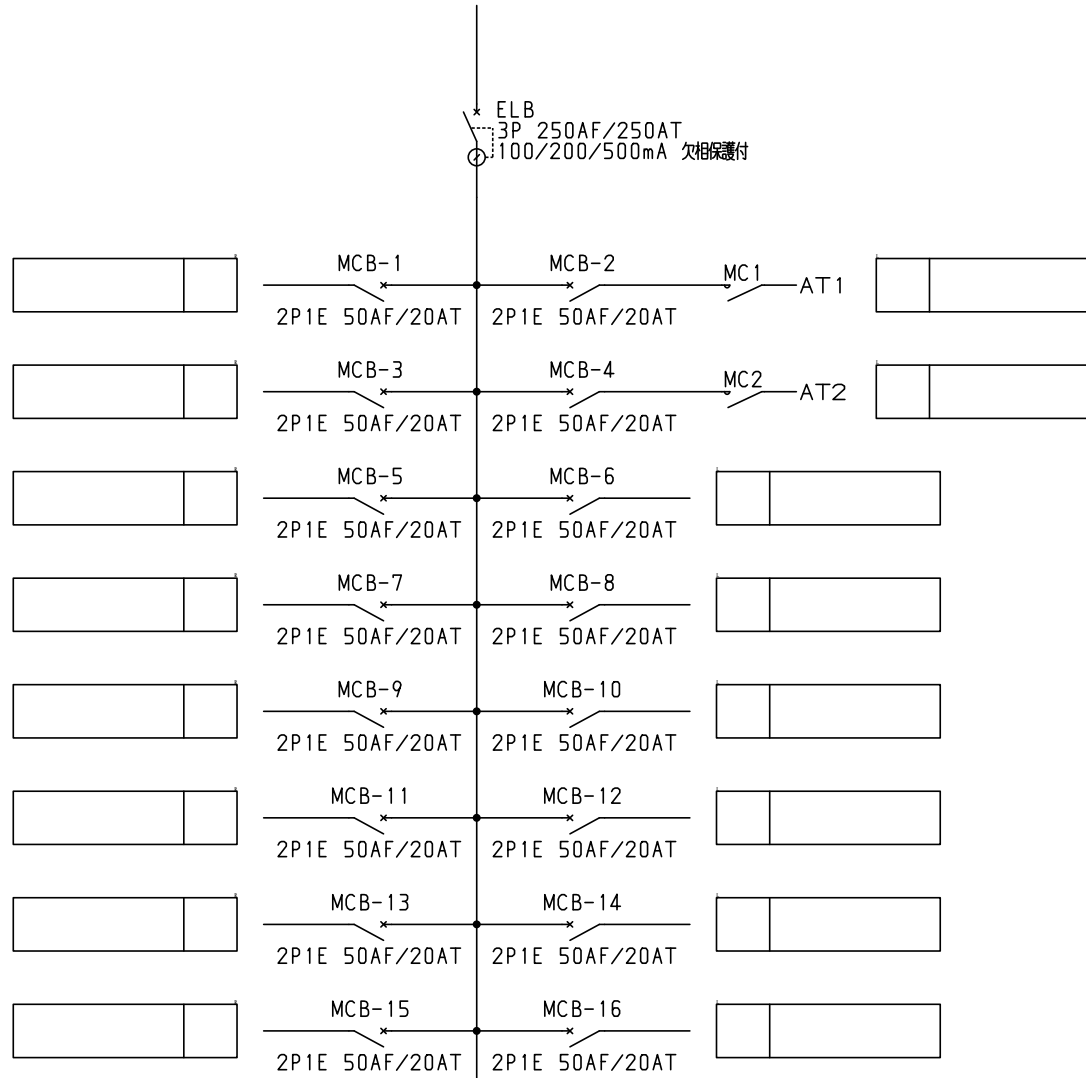 ELB
3P 250AF/250AT
100/200/500mA 欠相保護付
MCB-1
MCB-2
MC1
AT1
2P1E 50AF/20AT
2P1E 50AF/20AT
MCB-3
MCB-4
MC2
AT2
2P1E 50AF/20AT
2P1E 50AF/20AT
MCB-5
MCB-6
2P1E 50AF/20AT
2P1E 50AF/20AT
MCB-7
MCB-8
2P1E 50AF/20AT
2P1E 50AF/20AT
MCB-9
MCB-10
2P1E 50AF/20AT
2P1E 50AF/20AT
MCB-11
MCB-12
2P1E 50AF/20AT
2P1E 50AF/20AT
MCB-13
MCB-14
2P1E 50AF/20AT
2P1E 50AF/20AT
MCB-15
MCB-16
2P1E 50AF/20AT
2P1E 50AF/20AT